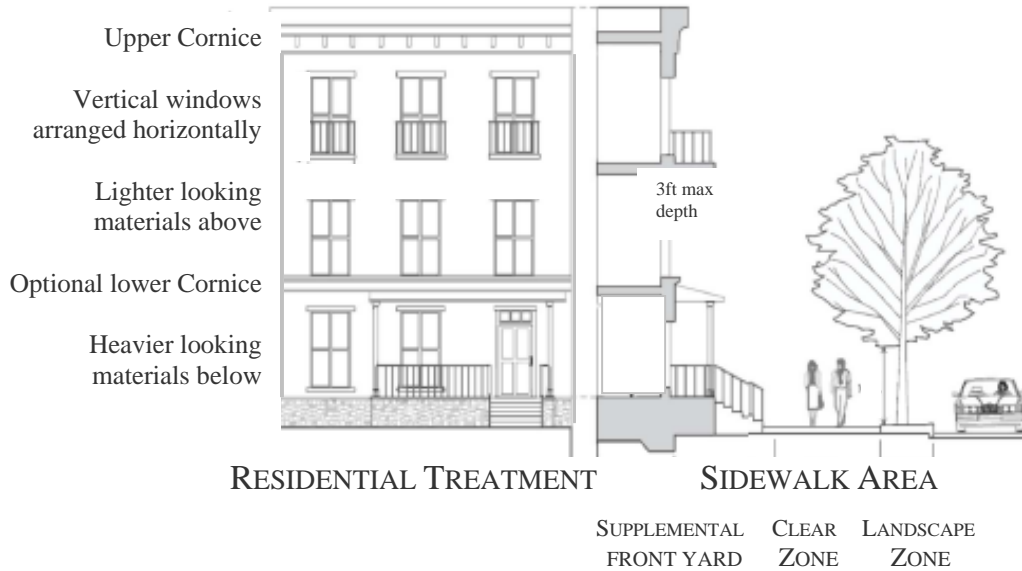 Upper Cornice
Vertical windows
arranged horizontally
Lighter looking
materials above
3ft max
depth
Optional lower Cornice
Heavier looking
materials below
RESIDENTIAL TREATMENT
SIDEWALK AREA
SUPPLEMENTAL
FRONT YARD
CLEAR
ZONE
LANDSCAPE
ZONE